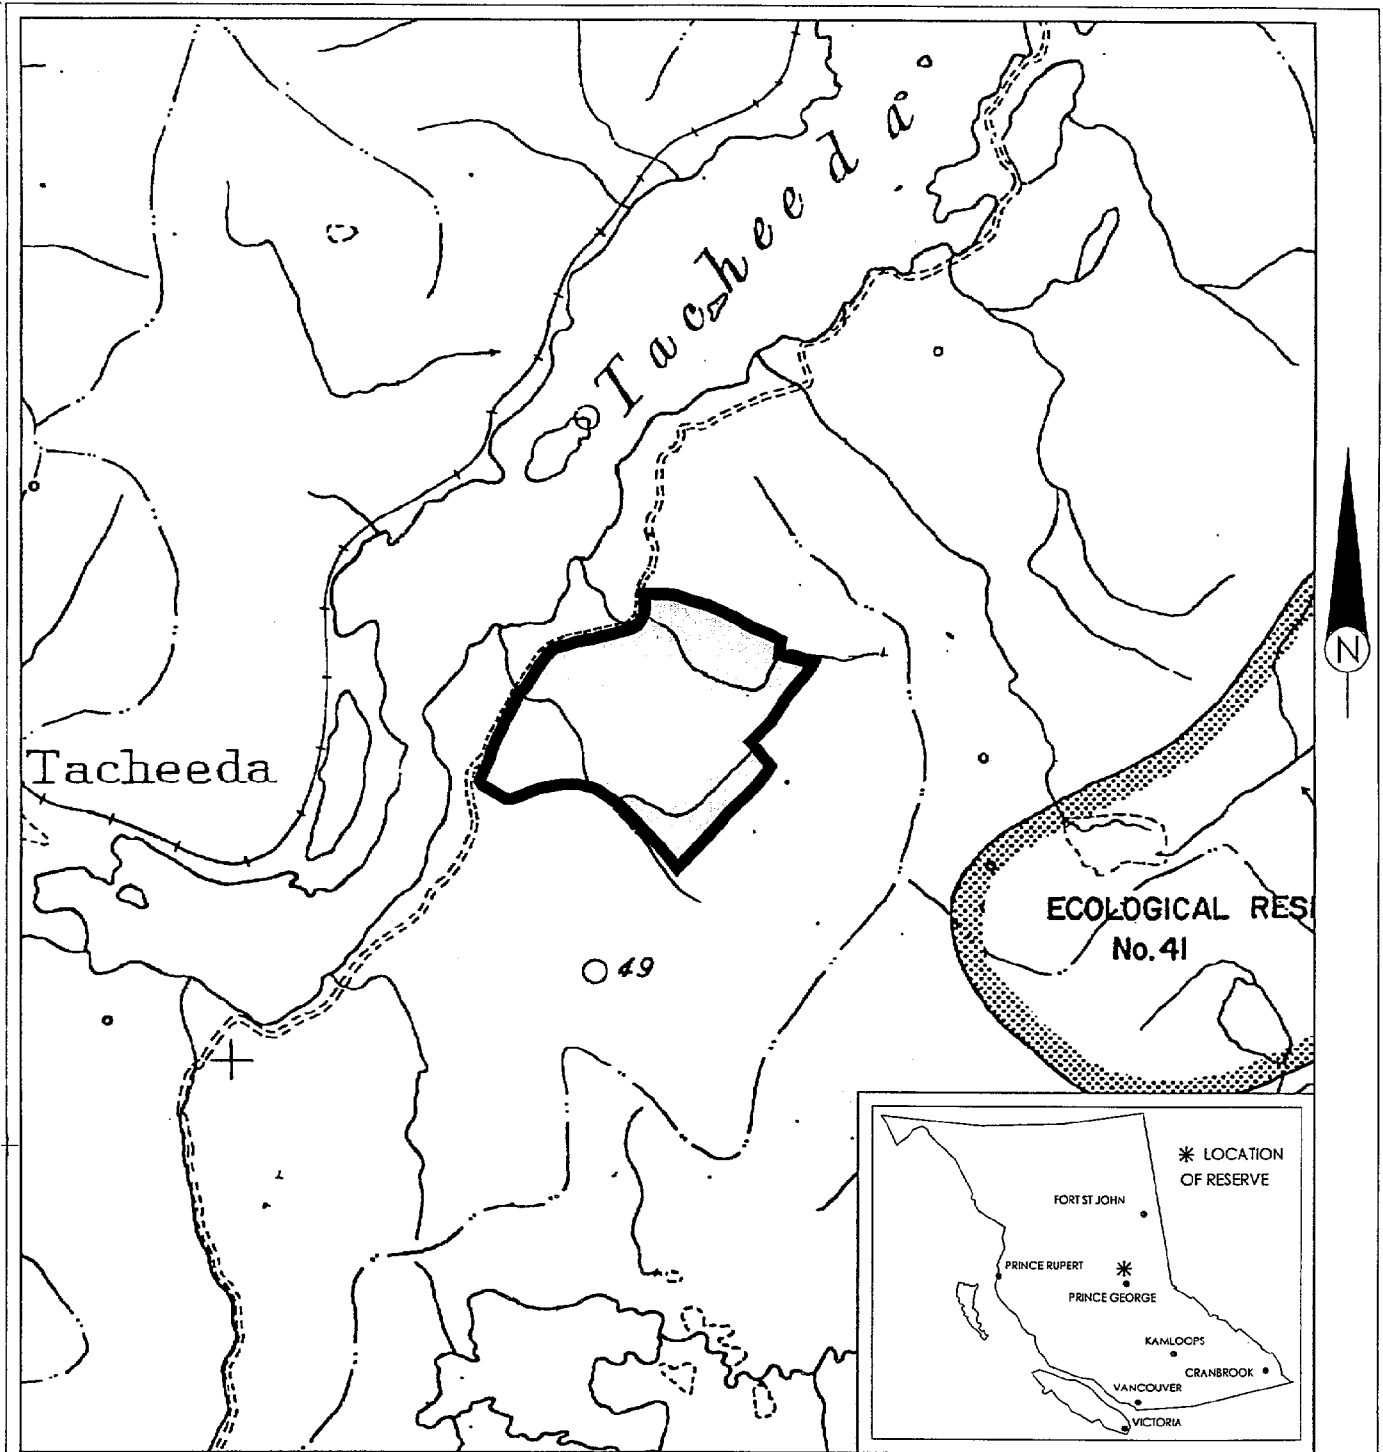 Tacheeda
N
Tacheeda
ECOLOGICAL RES
No. 41
49
LOCATION
OF RESERVE
FORT ST JOHN
PRINCE RUPERT
PRINCE GEORGE
KAMLOOPS
CRANBROOK
VANCOUVER
VICTORIA